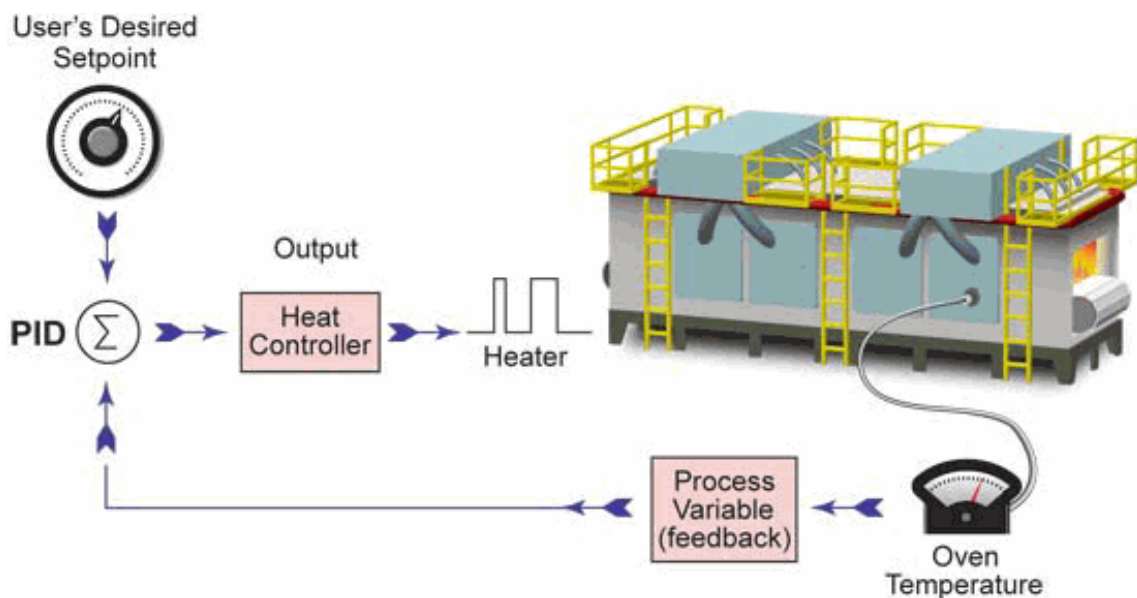 User's Desired
Setpoint
Output
PID
Σ
Heat
Controller
Heater
Process
Variable
(feedback)
Oven
Temperature